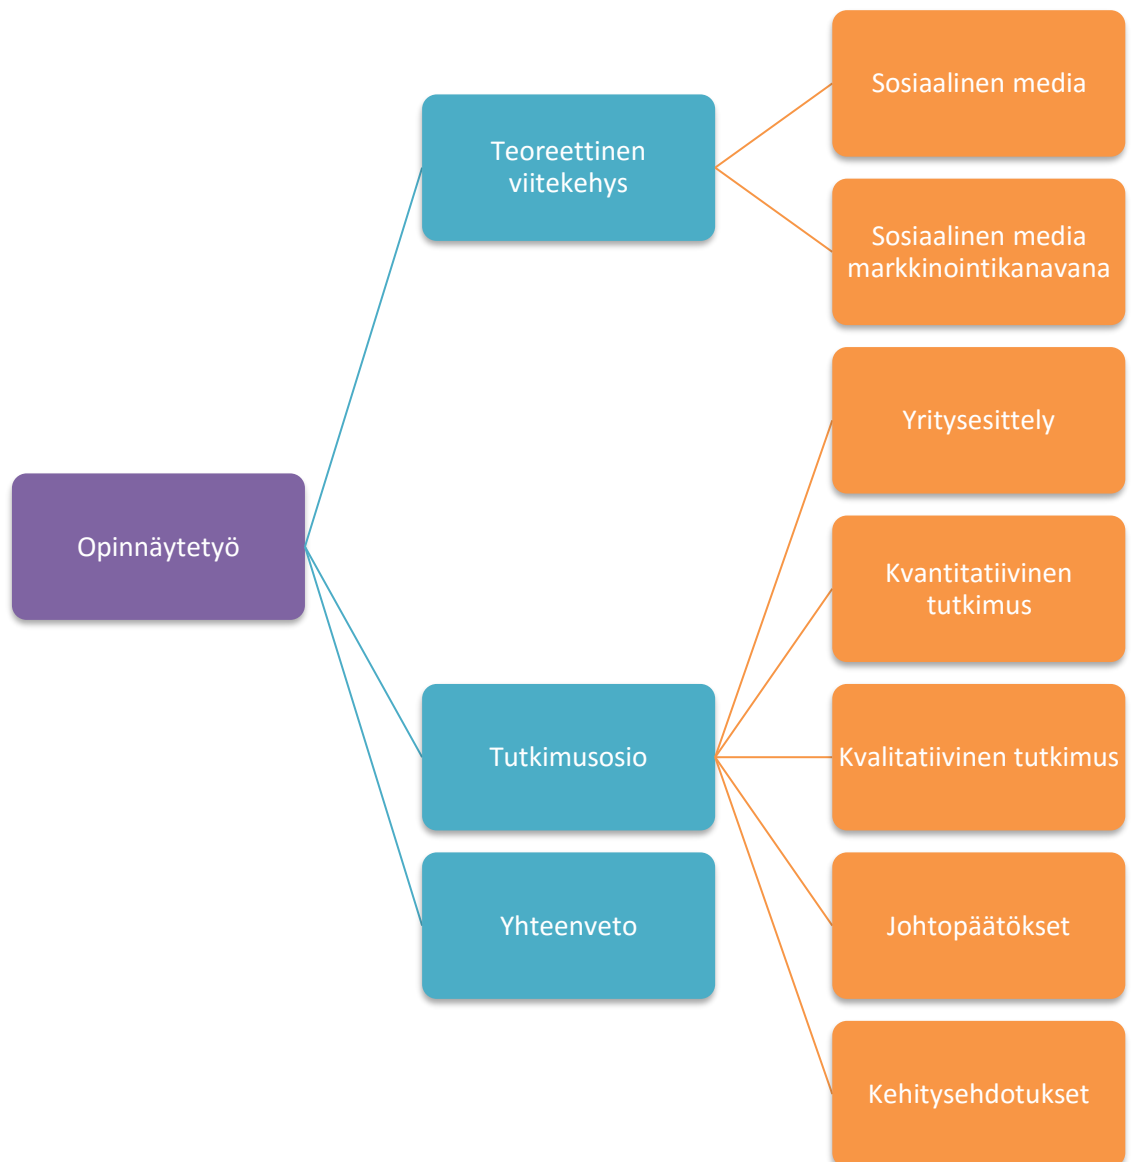 Opinnäytetyö
Teoreettinen
viitekehys
Sosiaalinen media
Sosiaalinen media
markkinointikanavana
Tutkimusosio
Yritysesittely
Kvantitatiivinen
tutkimus
Kvalitatiivinen tutkimus
Johtopäätökset
Kehitysehdotukset
Yhteenveto